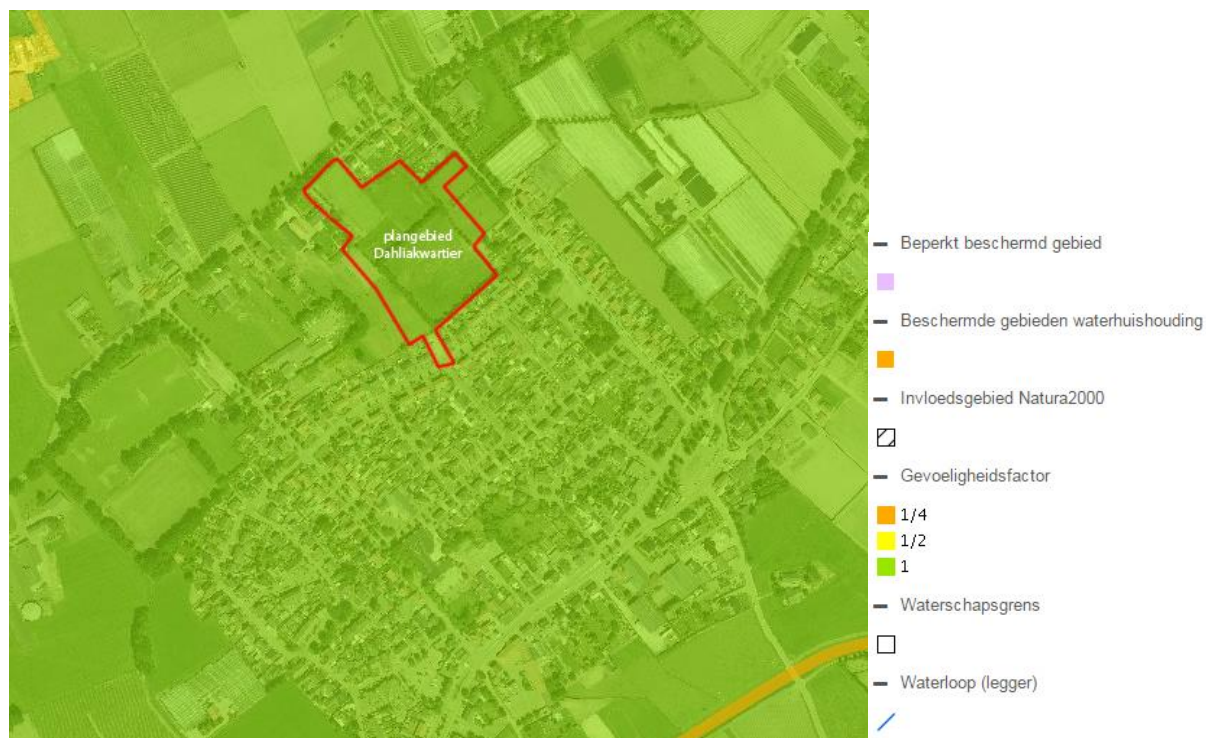 plangebied
Dahliakwartier
Beperkt beschermd gebied
Beschermde gebieden waterhuishouding
Invloedsgebied Natura2000
Gevoeligheidsfactor
1/4
1/2
1
Waterschapsgrens
Waterloop (legger)